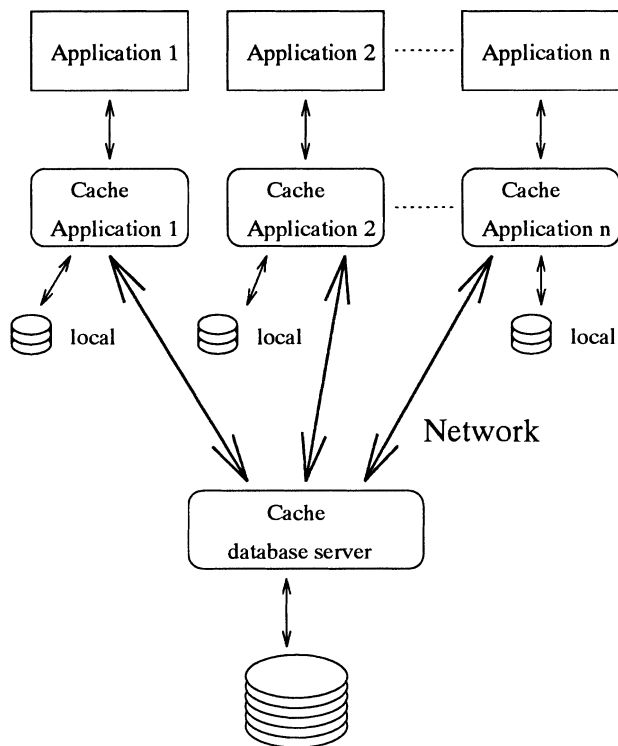 Application 1
Application 2
Application n
Cache
Application 1
Cache
Application 2
Cache
Application n
local
local
local
Network
Cache
database server